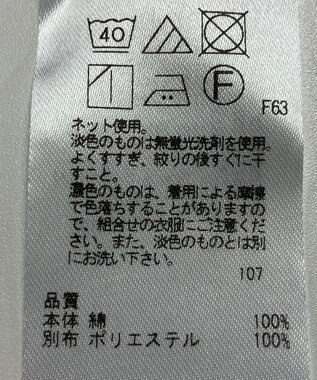 40
F
F63
ネット使用。
淡色のものは無蛍光洗剤を使用。
よくすすぎ、絞りの後すぐに干
すこと。
濃色のものは、着用による摩擦
で色落ちすることがありますの
で、組合せの衣服にご注意くだ
さい。また、淡色のものとは別
にお洗い下さい。
107
品質
本体 綿 100%
別布 ポリエステル 100%